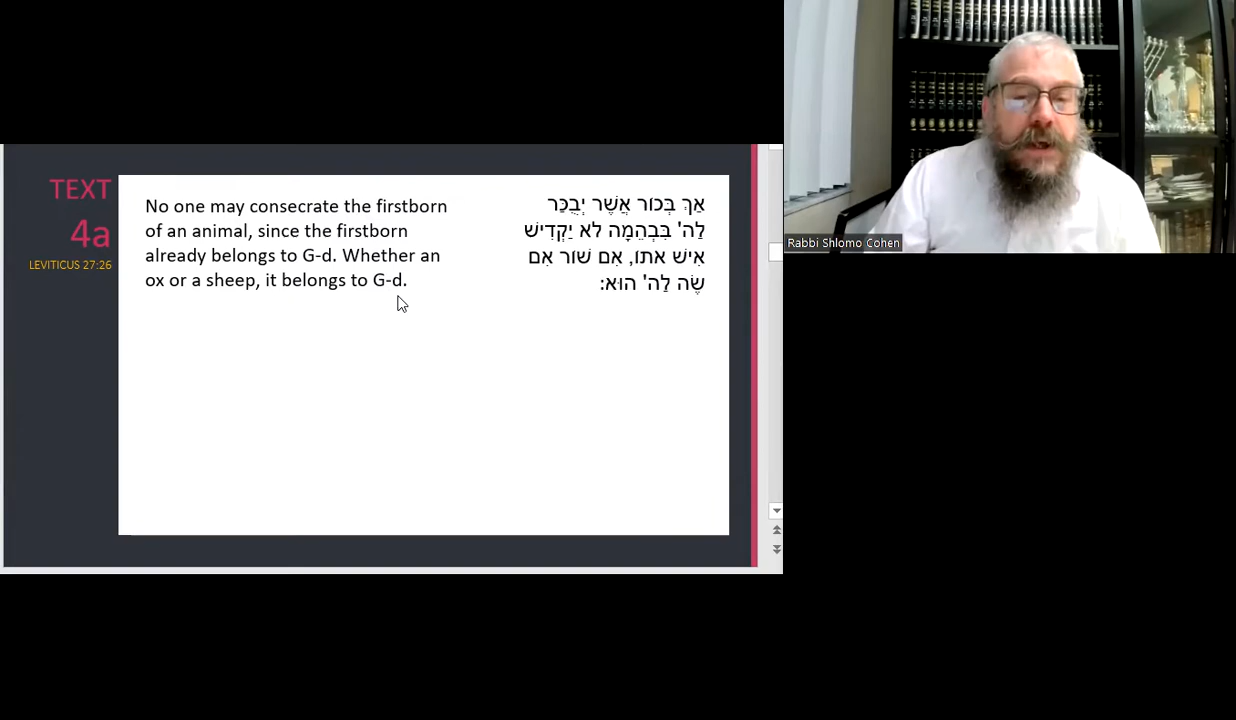 TEXT
4a
LEVITICUS 27:26
No one may consecrate the firstborn
of an animal, since the firstborn
already belongs to G-d. Whether an
ox or a sheep, it belongs to G-d.
אַךְ בְּכוֹר אֲשֶׁר יְבֻכַּר
לַה' בִּבְהֵמָה לֹא יַקְדִּישׁ
אִישׁ אֹתוֹ, אִם שׁוֹר אִם
שֶׂה לַה' הוּא:
Rabbi Shlomo Cohen